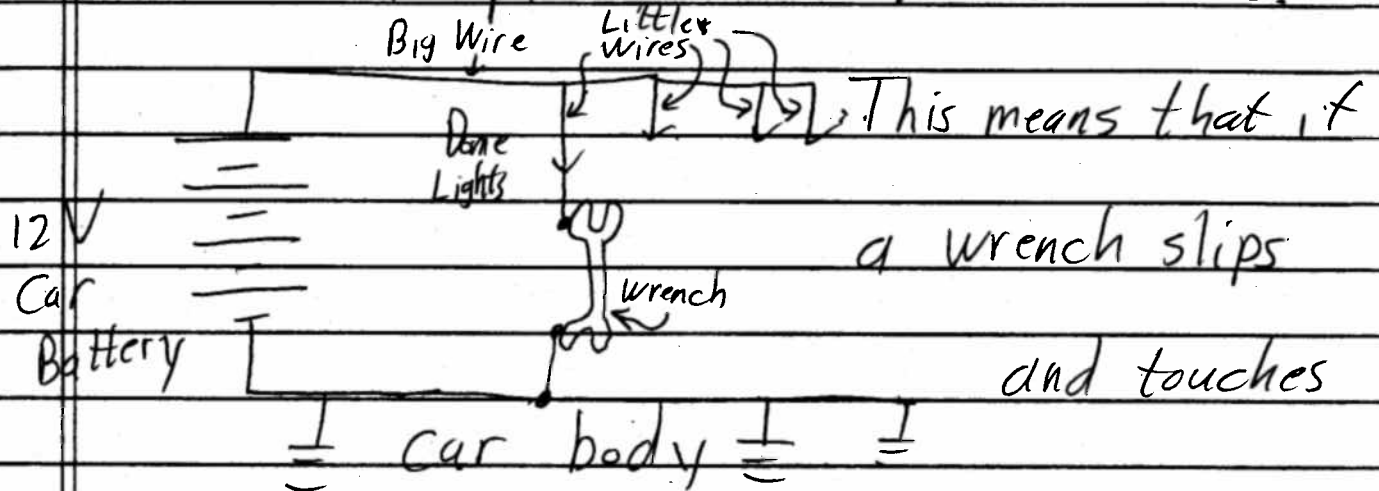 Big Wire
Little
wires
This means that if
Dome
Lights
12 V
a wrench slips
Car
wrench
Battery
and touches
car body